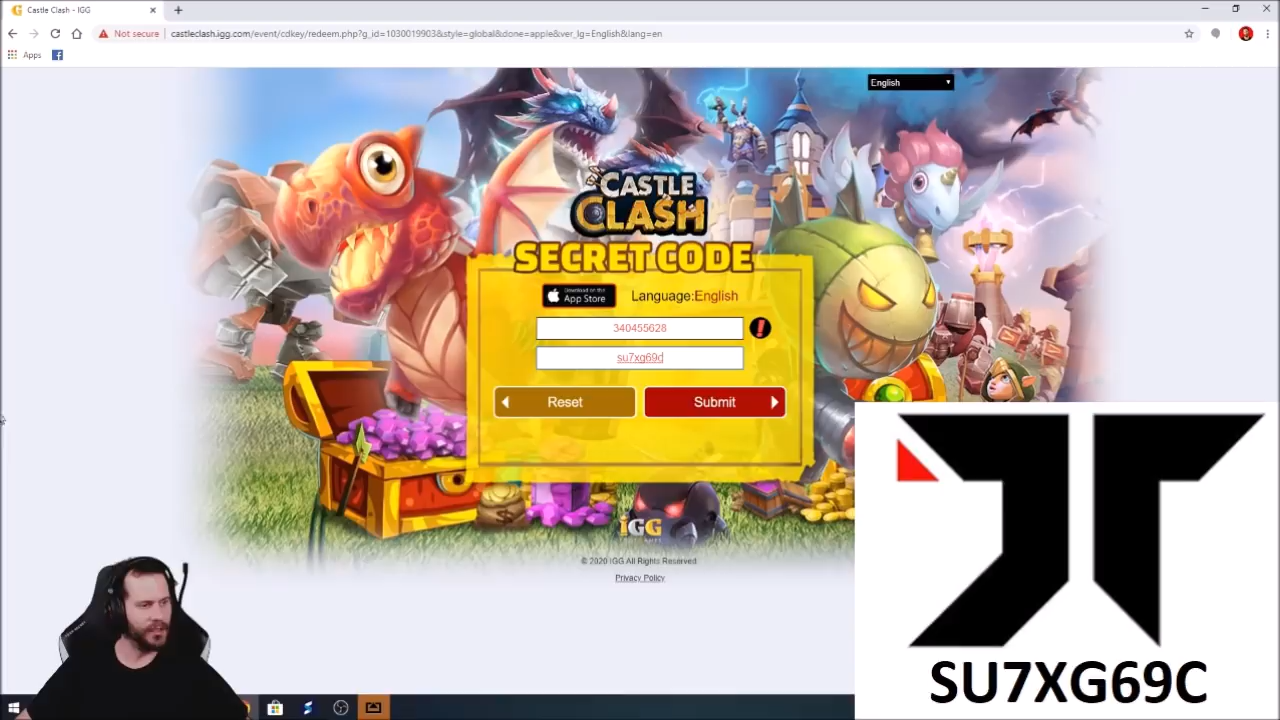 Castle Clash - IGG
Not secure
castleclash.igg.com/event/cdkey/redeem.php?g_id=1030019903&style=global&done=apple&ver_lg=English&lang=en
Apps
English
CASTLE
CLASH
SECRET CODE
Download on the
App Store
Language:English
340455628
su7xg69d
Reset
Submit
IGG
© 2020 IGG All Rights Reserved
Privacy Policy
JT
SU7XG69C